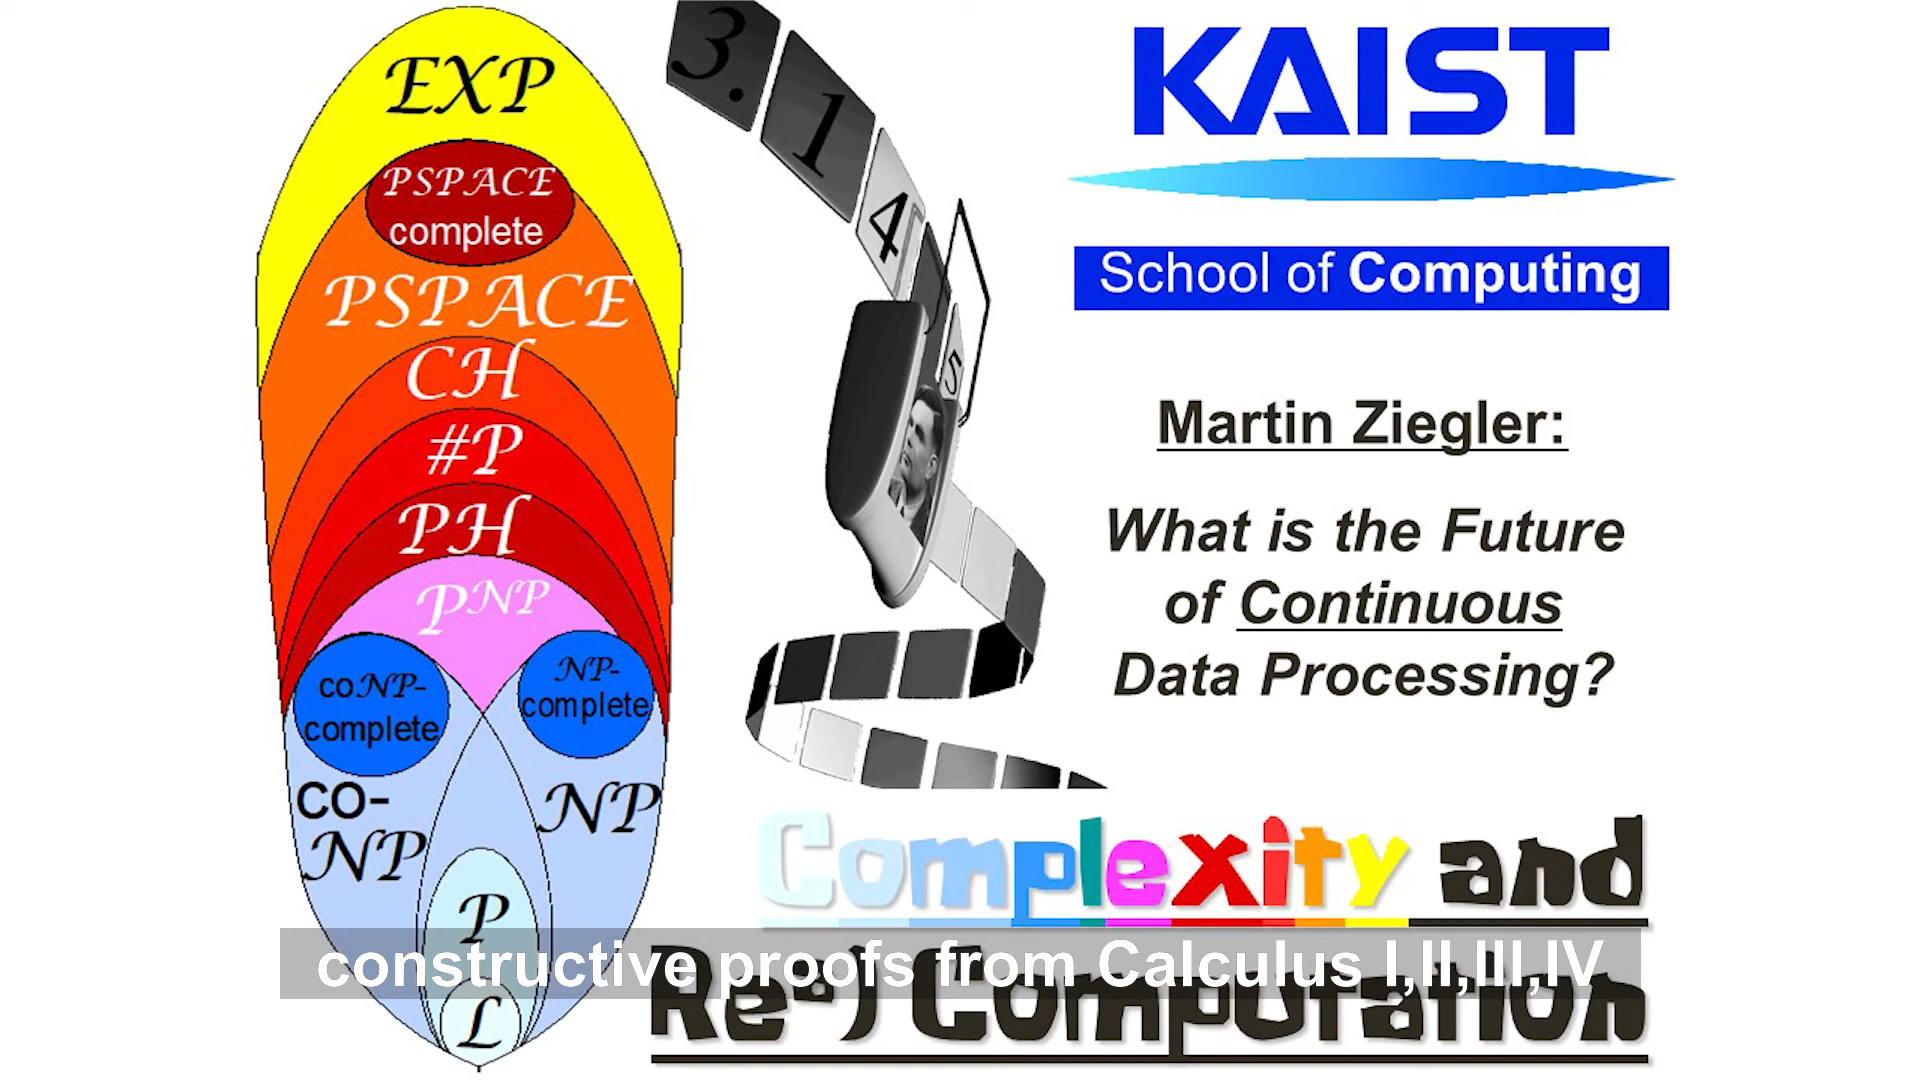 EXP
PSPACE
complete
PSPACE
CH
#P
PH
PNP
coNP-
complete
NP-
complete
CO-
NP
NP
P
L
3.
1
4
5
KAIST
School of Computing
Martin Ziegler:
What is the Future
of Continuous
Data Processing?
Complexity and
Real Computation
constructive proofs from Calculus I,II,III,IV